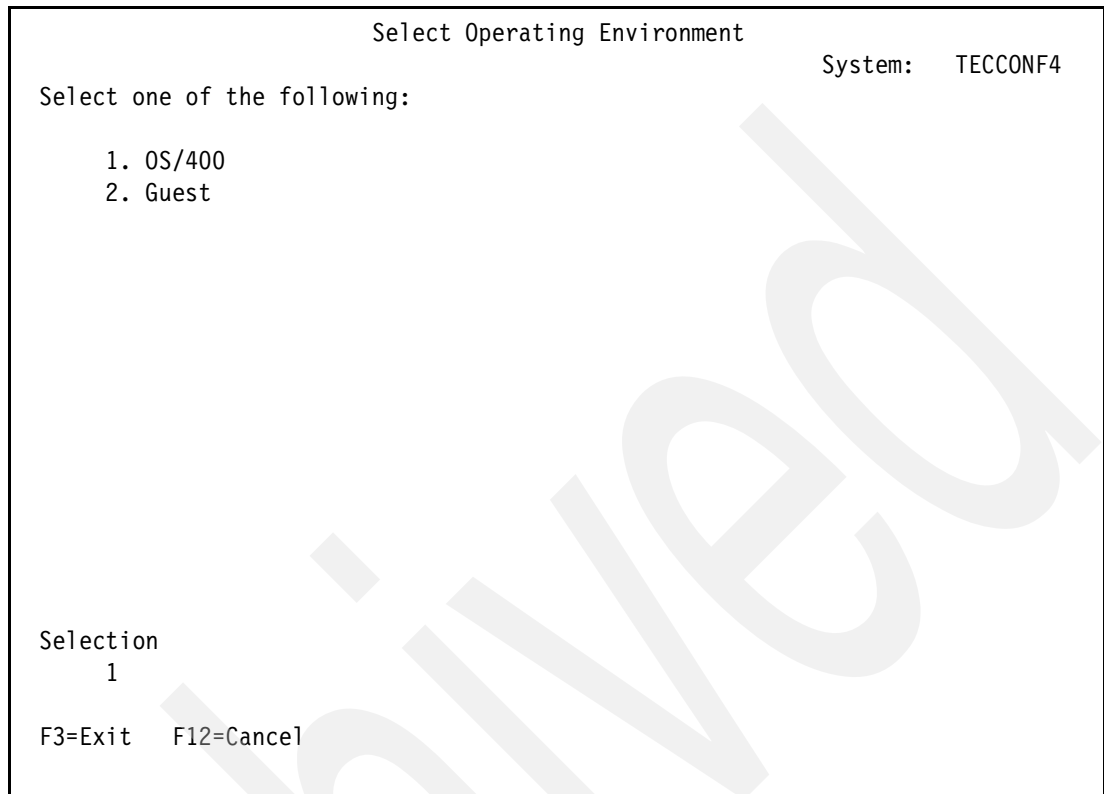 Select Operating Environment
System: TECCONF4
Select one of the following:
1. OS/400
2. Guest
Selection
1
F3=Exit F12=Cancel
hived